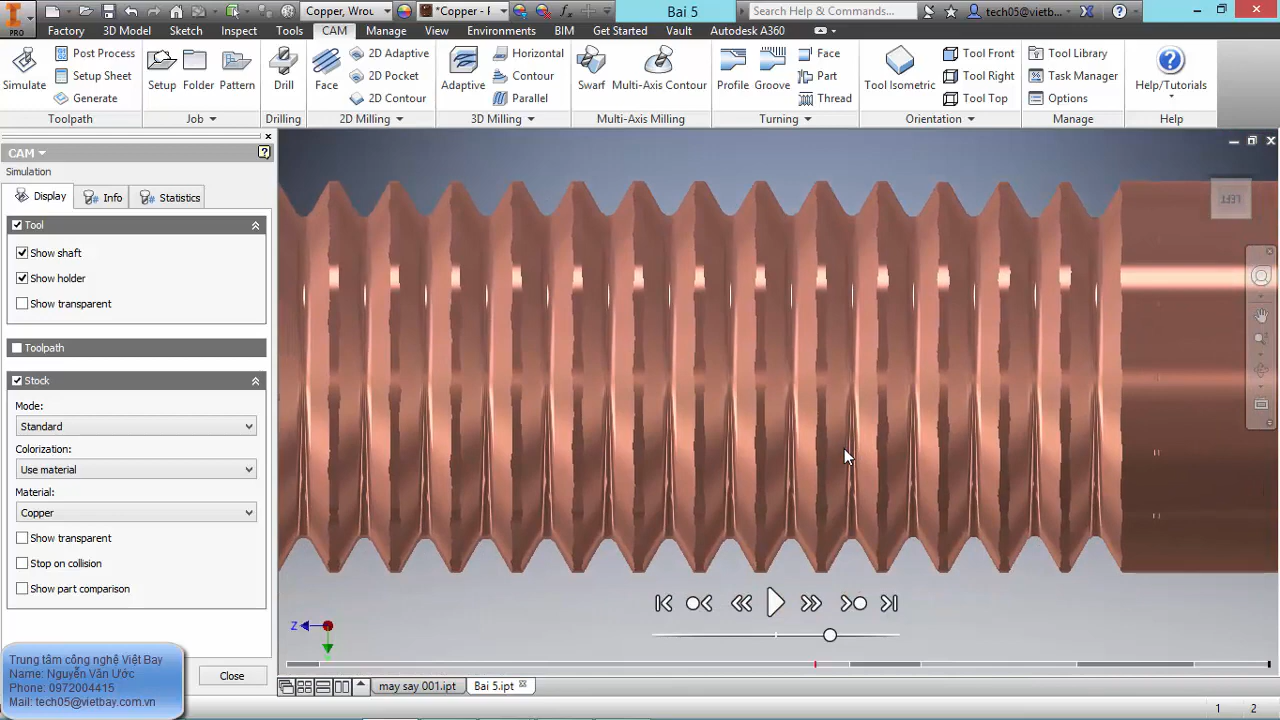 PRO
Copper, Wrou
*Copper - F
Bai 5
Search Help & Commands...
tech05@vietb...
Factory 3D Model Sketch Inspect Tools CAM Manage View Environments BIM Get Started Vault Autodesk A360
Simulate
Post Process
Setup Sheet
Generate
Toolpath
Setup Folder Pattern
Job
Drill
Drilling
Face
2D Adaptive
2D Pocket
2D Contour
2D Milling
Adaptive
Horizontal
Contour
Parallel
3D Milling
Swarf Multi-Axis Contour
Multi-Axis Milling
Profile Groove
Face
Part
Thread
Turning
Tool Isometric
Tool Front
Tool Right
Tool Top
Orientation
Tool Library
Task Manager
Options
Manage
Help/Tutorials
Help
CAM
Simulation
Display Info Statistics
Tool
Show shaft
Show holder
Show transparent
Toolpath
Stock
Mode:
Standard
Colorization:
Use material
Material:
Copper
Show transparent
Stop on collision
Show part comparison
Close
LEFT
Z
Trung tâm công nghệ Việt Bay
Name: Nguyễn Văn Ước
Phone: 0972004415
Mail: tech05@vietbay.com.vn
may say 001.ipt Bai 5.ipt
1 2